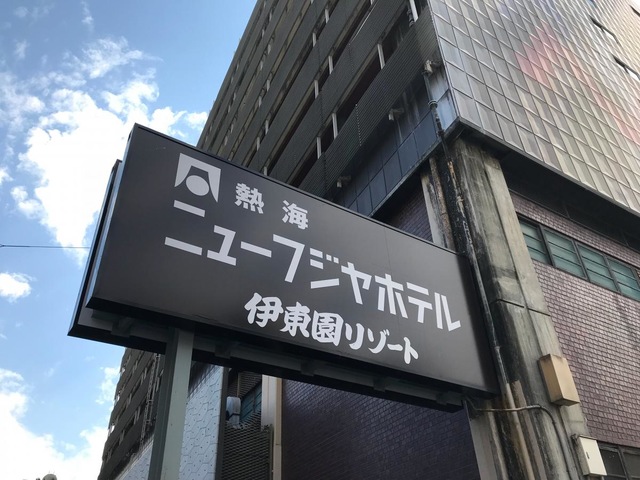 熱海
ニューフジヤホテル
伊東園リゾート